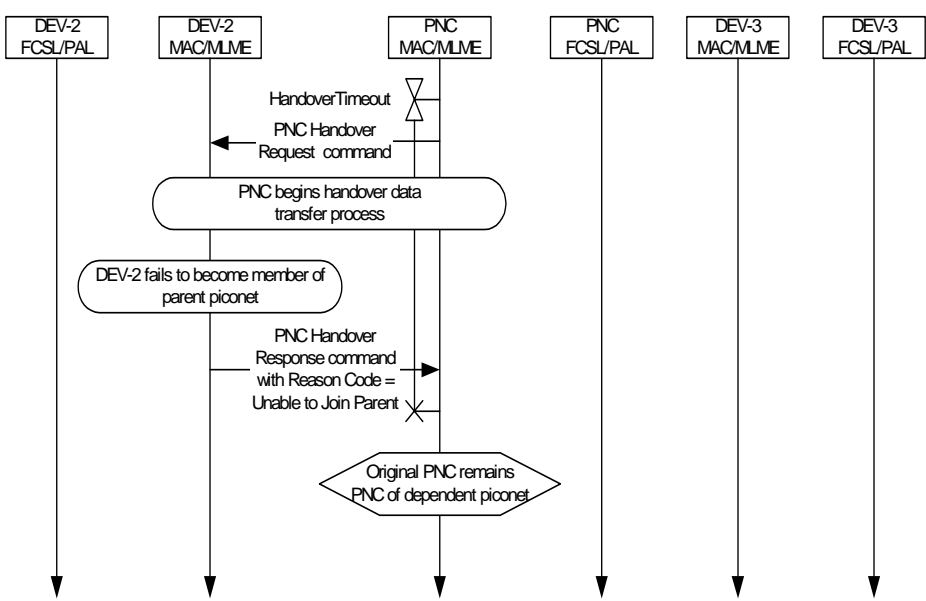 DEV-2
FCSL/PAL
DEV-2
MAC/MLME
PNC
MAC/MLME
PNC
FCSL/PAL
DEV-3
MAC/MLME
DEV-3
FCSL/PAL
HandoverTimeout
PNC Handover
Request command
PNC begins handover data
transfer process
DEV-2 fails to become member of
parent piconet
PNC Handover
Response command
with Reason Code =
Unable to Join Parent
Original PNC remains
PNC of dependent piconet